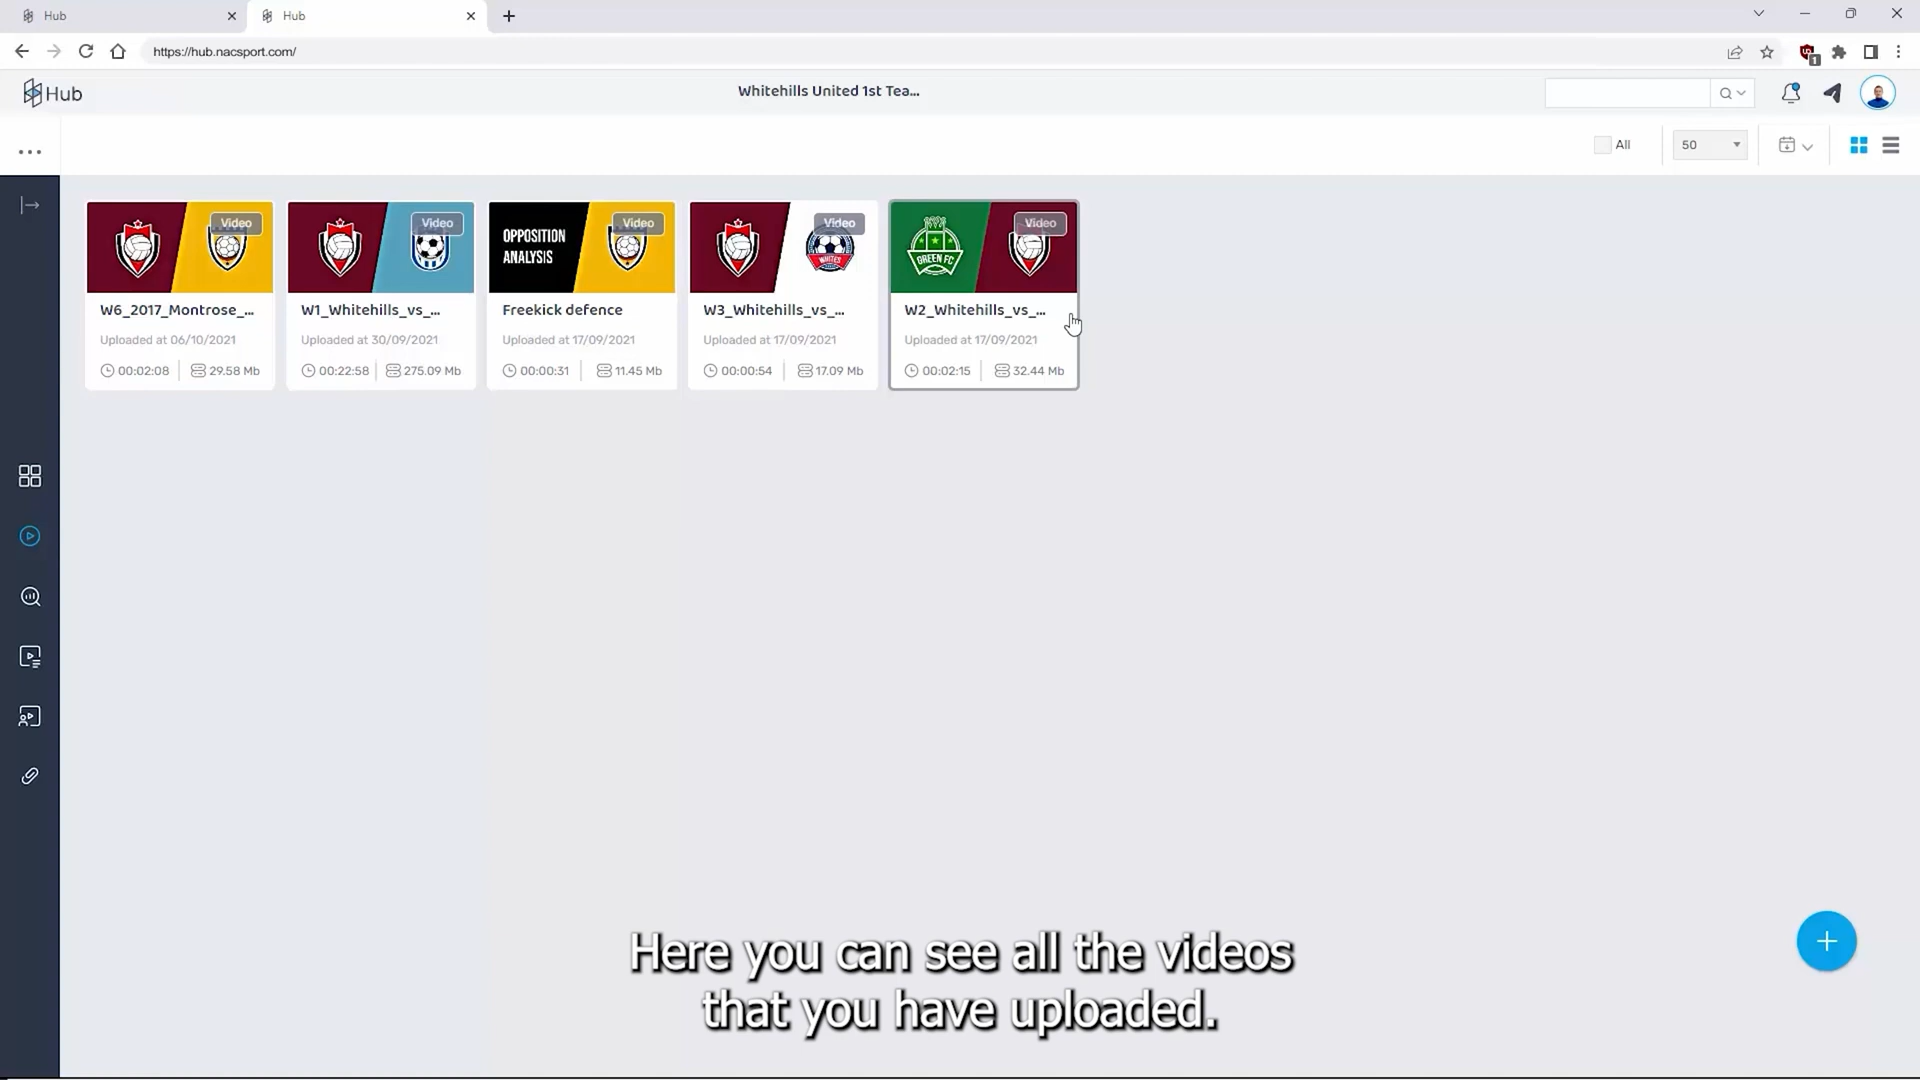 Hub
Hub
https://hub.nacsport.com/
1
Hub
Whitehills United 1st Tea...
All
50
Video
Video
OPPOSITION
ANALYSIS
Video
WHITES
Video
GREEN FC
Video
W6_2017_Montrose_...
W1_Whitehills_vs_...
Freekick defence
W3_Whitehills_vs_...
W2_Whitehills_vs_...
Uploaded at 06/10/2021
Uploaded at 30/09/2021
Uploaded at 17/09/2021
Uploaded at 17/09/2021
Uploaded at 17/09/2021
00:02:08 29.58 Mb
00:22:58 275.09 Mb
00:00:31 11.45 Mb
00:00:54 17.09 Mb
00:02:15 32.44 Mb
Here you can see all the videos
that you have uploaded.